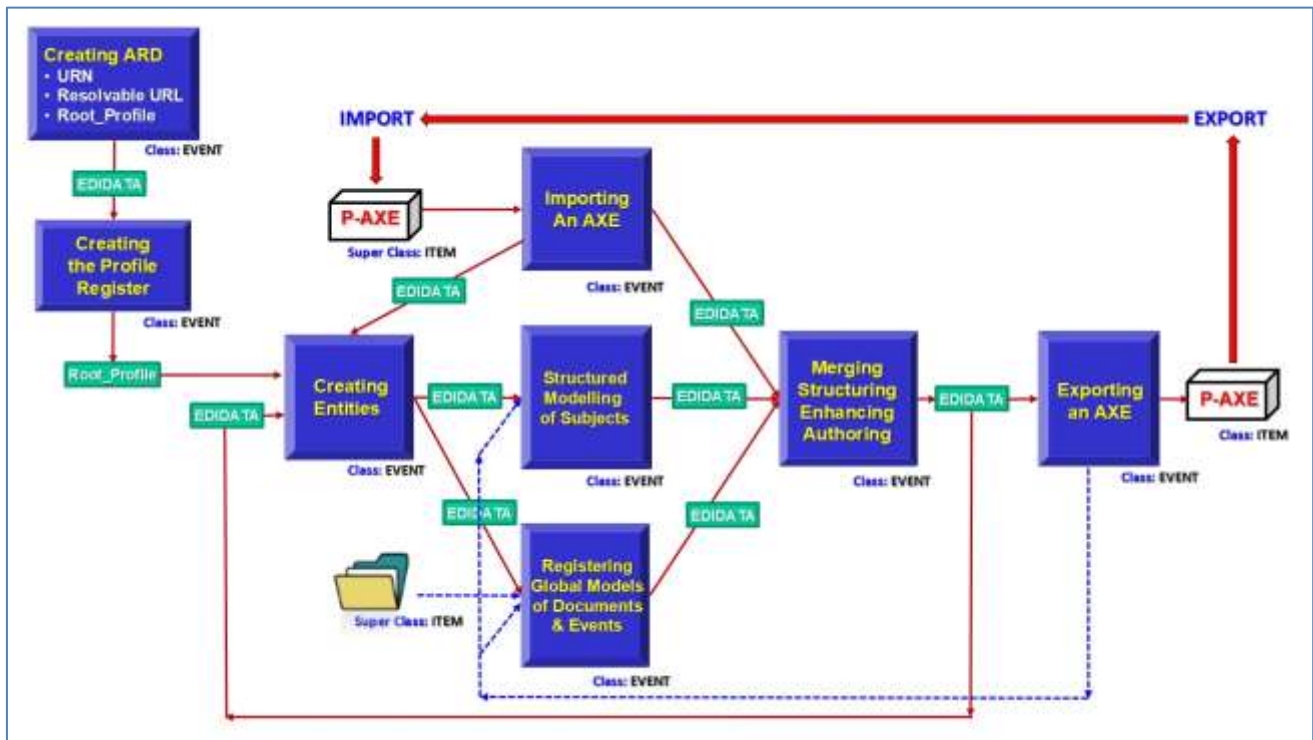 Creating ARD
• URN
• Resolvable URL
• Root_Profile
Class: EVENT
EDIDATA
Creating
the Profile
Register
Class: EVENT
Root_Profile
EDIDATA
IMPORT
EXPORT
P-AXE
Super Class: ITEM
Importing
An AXE
Class: EVENT
EDIDATA
EDIDATA
Creating
Entities
Class: EVENT
EDIDATA
Structured
Modelling
of Subjects
Class: EVENT
EDIDATA
Merging
Structuring
Enhancing
Authoring
Class: EVENT
EDIDATA
Exporting
an AXE
Class: EVENT
P-AXE
Class: ITEM
EDIDATA
EDIDATA
Super Class: ITEM
Registering
Global Models
of Documents
& Events
Class: EVENT